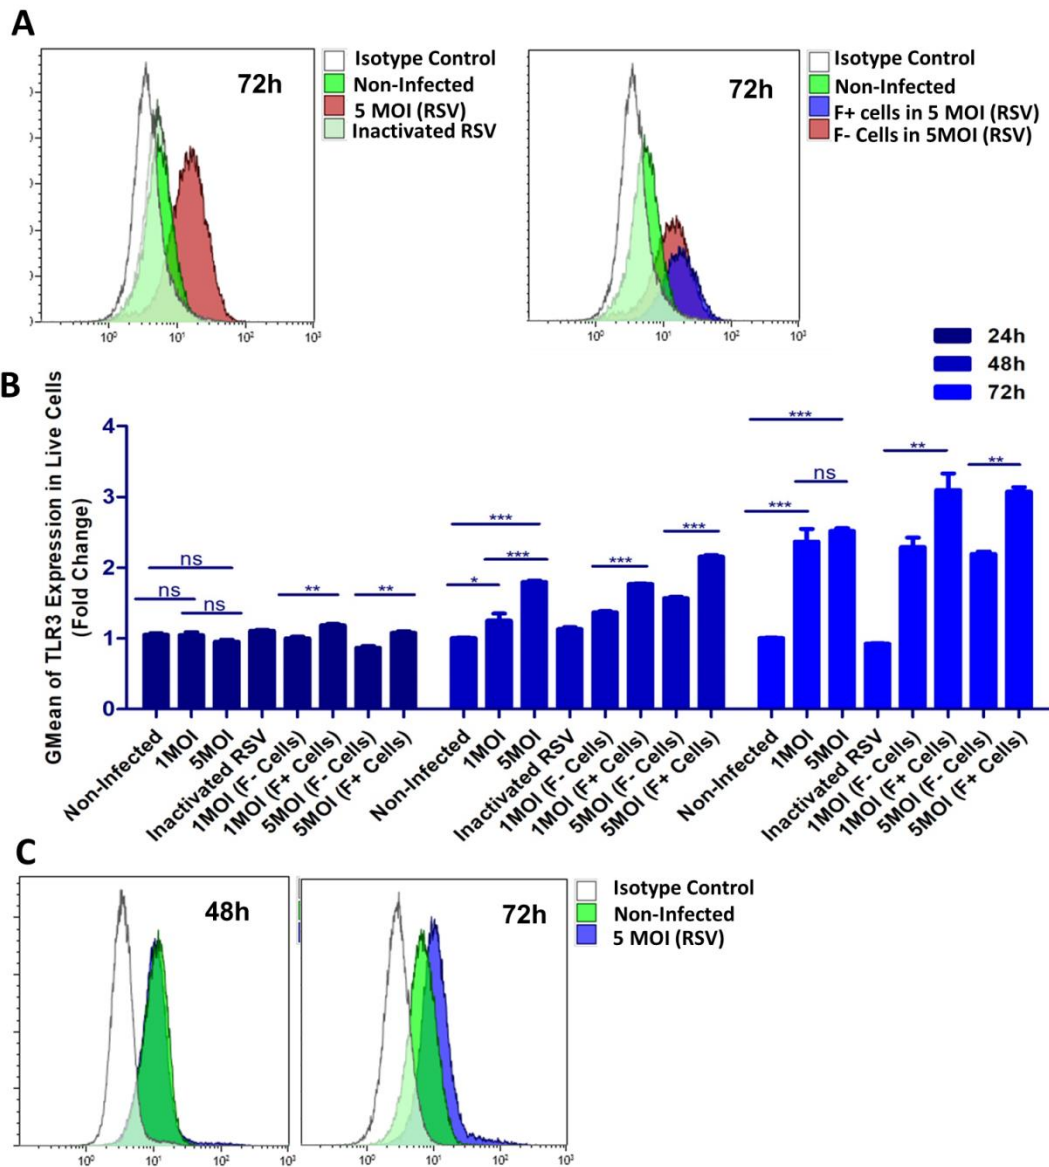 A
72h
Isotype Control
Non-Infected
5 MOI (RSV)
Inactivated RSV
10⁰ 10¹ 10² 10³
72h
Isotype Control
Non-Infected
F+ cells in 5 MOI (RSV)
F- Cells in 5MOI (RSV)
10⁰ 10¹ 10² 10³
24h
48h
72h
B
GMean of TLR3 Expression in Live Cells
(Fold Change)
4
3
2
1
0
ns
ns
ns
**
**
***
***
*
***
***
***
ns
***
**
**
Non-Infected
1MOI
5MOI
Inactivated RSV
1MOI (F- Cells)
1MOI (F+ Cells)
5MOI (F- Cells)
5MOI (F+ Cells)
Non-Infected
1MOI
5MOI
Inactivated RSV
1MOI (F- Cells)
1MOI (F+ Cells)
5MOI (F- Cells)
5MOI (F+ Cells)
Non-Infected
1MOI
5MOI
Inactivated RSV
1MOI (F- Cells)
1MOI (F+ Cells)
5MOI (F- Cells)
5MOI (F+ Cells)
C
48h
10⁰ 10¹ 10² 10³
72h
10⁰ 10¹ 10² 10³
Isotype Control
Non-Infected
5 MOI (RSV)